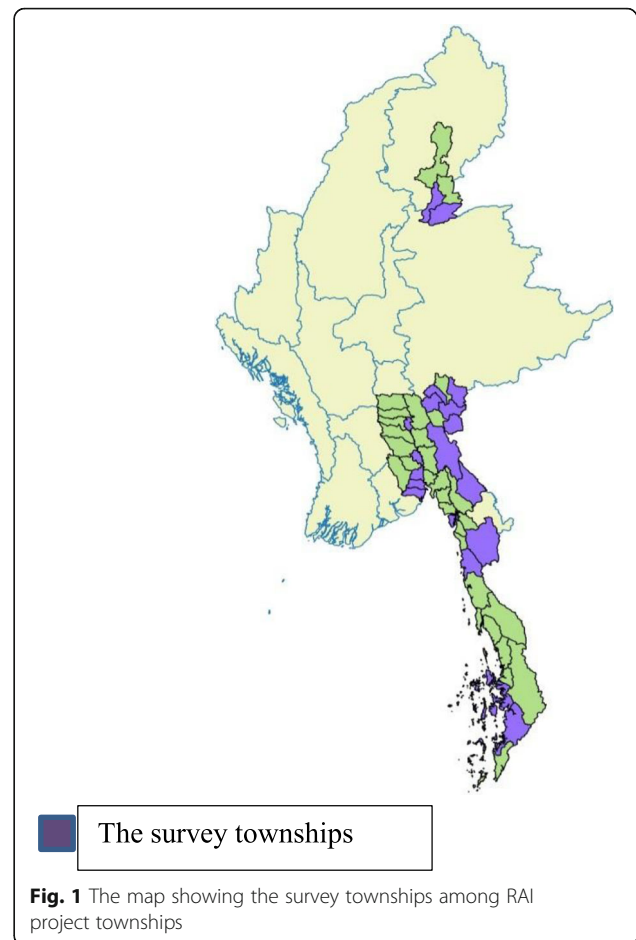 The survey townships
Fig. 1 The map showing the survey townships among RAI
project townships